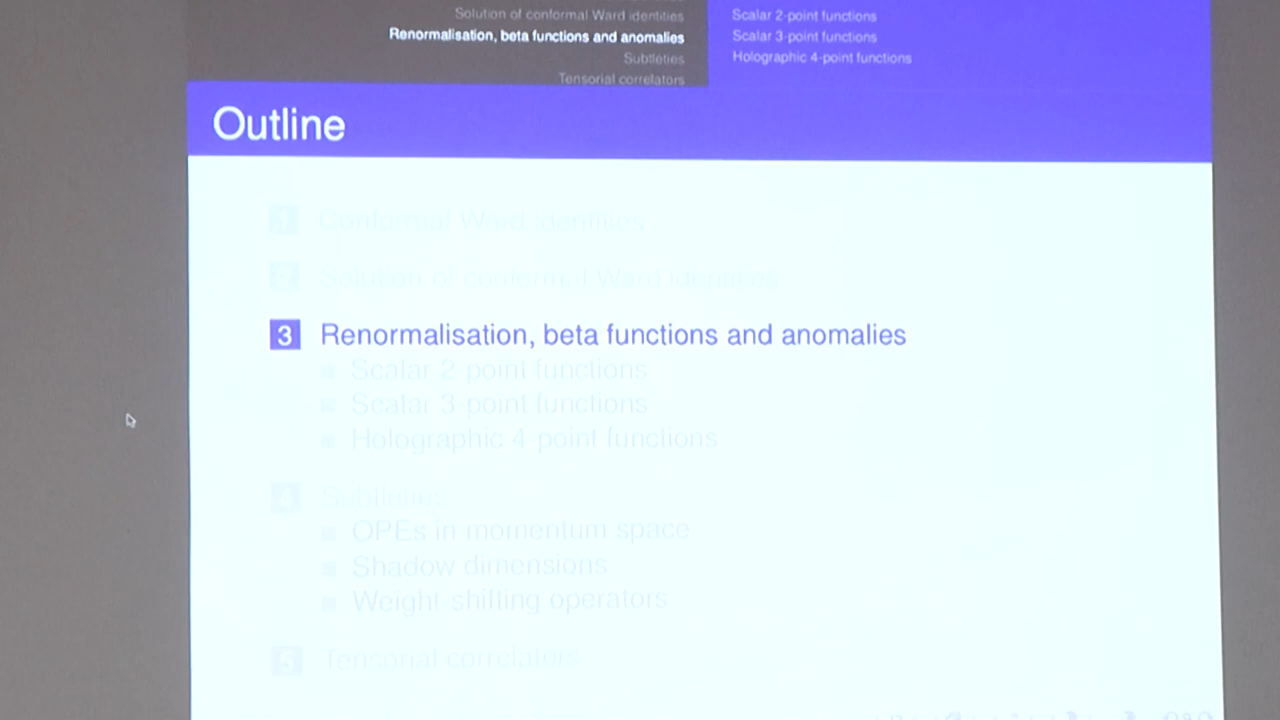 Solution of conformal Ward identities
Renormalisation, beta functions and anomalies
Subtleties
Tensorial correlators
Scalar 2-point functions
Scalar 3-point functions
Holographic 4-point functions
Outline
1 Conformal Ward identities
2 Solution of conformal Ward identities
3 Renormalisation, beta functions and anomalies
Scalar 2-point functions
Scalar 3-point functions
Holographic 4-point functions
4 Subtleties
OPEs in momentum space
Shadow dimensions
Weight-shifting operators
5 Tensorial correlators